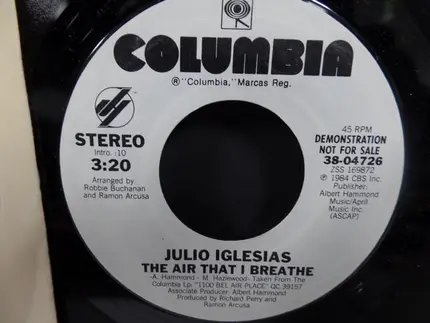 COLUMBIA
® "Columbia," Marcas Reg.
STEREO
Intro. :10
3:20
Arranged by
Robbie Buchanan
and Ramon Arcusa
45 RPM
DEMONSTRATION
NOT FOR SALE
38-04726
ZSS 169872
℗ 1984 CBS Inc.
Publisher:
Albert Hammond
Music/April
Music Inc.
(ASCAP)
JULIO IGLESIAS
THE AIR THAT I BREATHE
-A. Hammond - M. Hazlewood- Taken From The
Columbia Lp: "1100 BEL AIR PLACE" QC 39157
Associate Producer: Albert Hammond
Produced by Richard Perry and
Ramon Arcusa